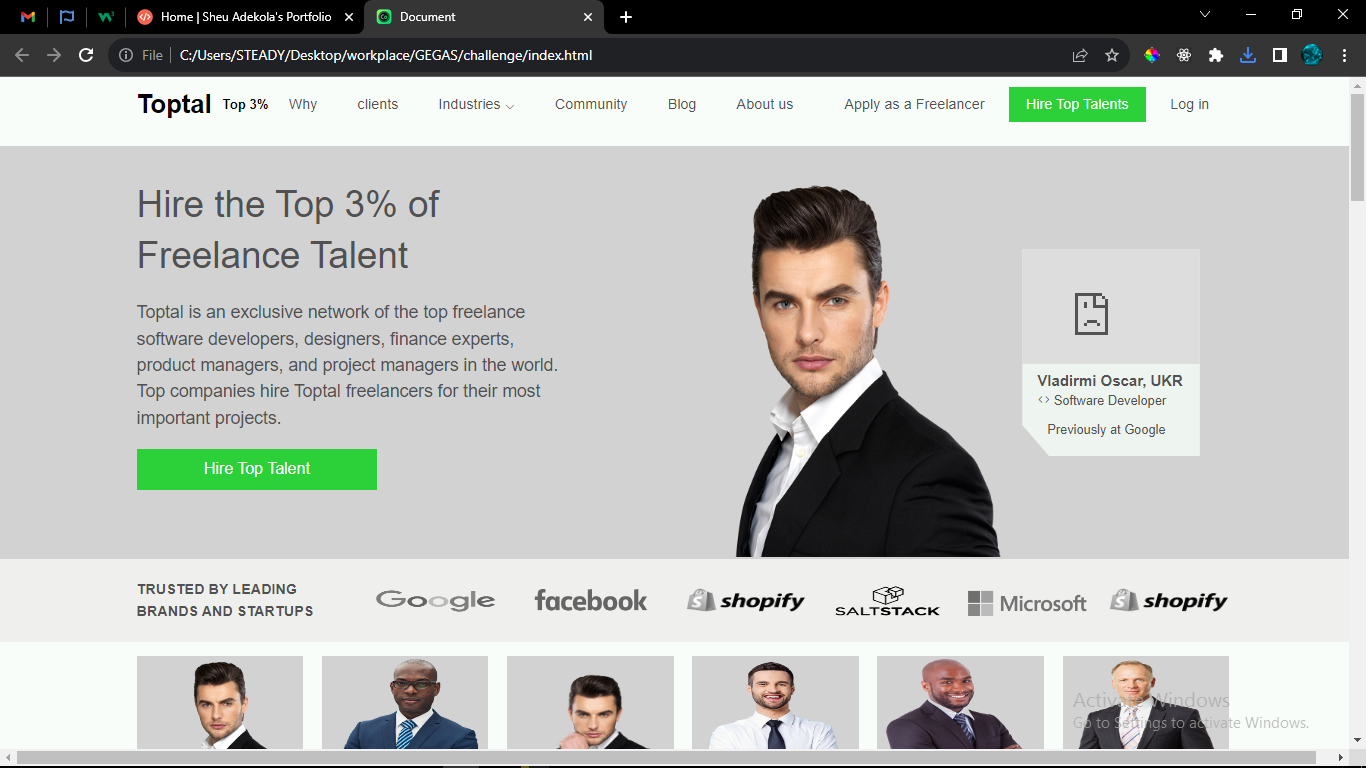 Home | Sheu Adekola's Portfolio
Document
File
C:/Users/STEADY/Desktop/workplace/GEGAS/challenge/index.html
Toptal Top 3% Why clients Industries Community Blog About us Apply as a Freelancer Hire Top Talents Log in
Hire the Top 3% of
Freelance Talent
Toptal is an exclusive network of the top freelance
software developers, designers, finance experts,
product managers, and project managers in the world.
Top companies hire Toptal freelancers for their most
important projects.
Hire Top Talent
Vladirmi Oscar, UKR
<> Software Developer
Previously at Google
TRUSTED BY LEADING
BRANDS AND STARTUPS
Google facebook shopify SALTSTACK Microsoft shopify
Activate Windows
Go to Settings to activate Windows.